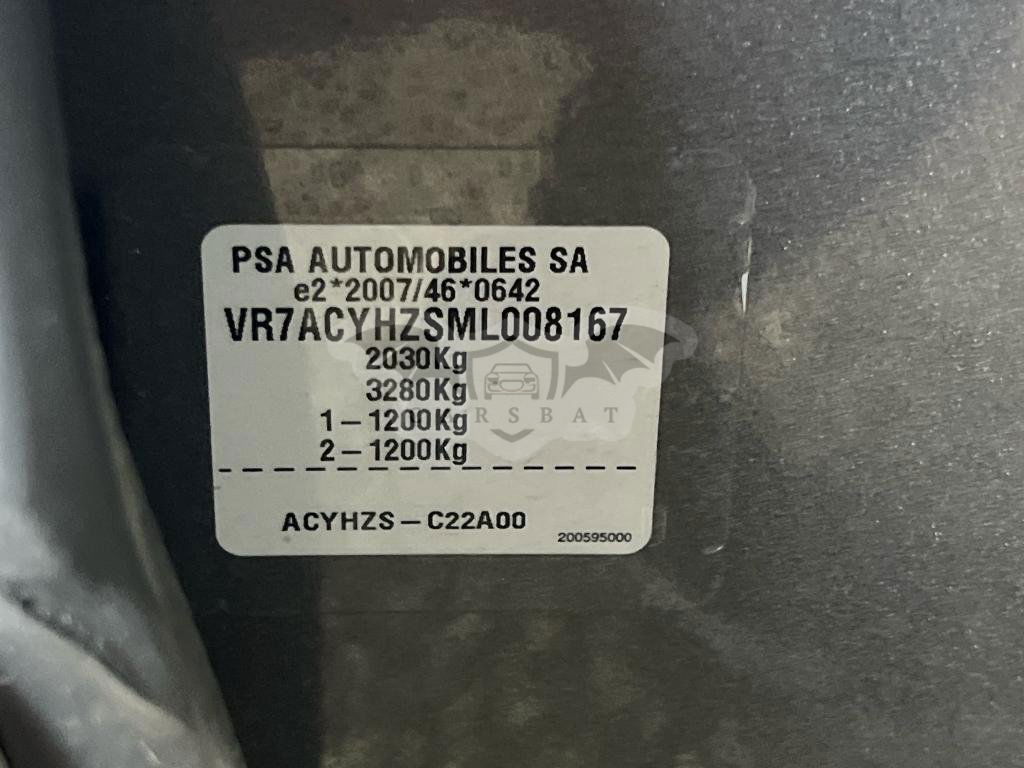 PSA AUTOMOBILES SA
e2*2007/46*0642
VR7ACYHZSML008167
2030Kg
3280Kg
1-1200Kg
2-1200Kg
ACYHZS-C22A00
200595000